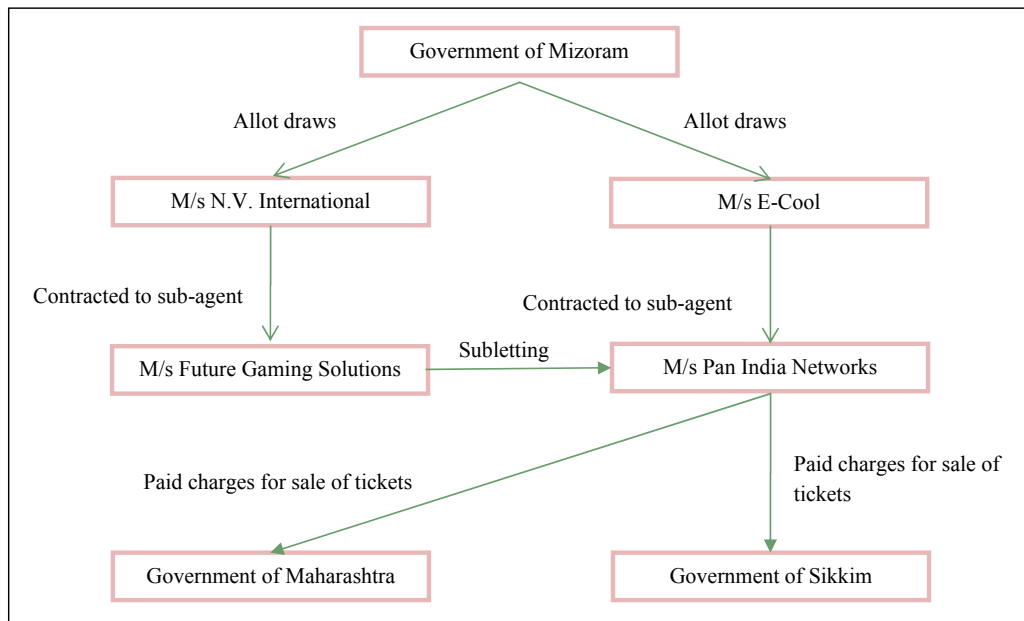 Government of Mizoram
Allot draws
Allot draws
M/s N.V. International
M/s E-Cool
Contracted to sub-agent
Contracted to sub-agent
M/s Future Gaming Solutions
Subletting
M/s Pan India Networks
Paid charges for sale of tickets
Paid charges for sale of
tickets
Government of Maharashtra
Government of Sikkim